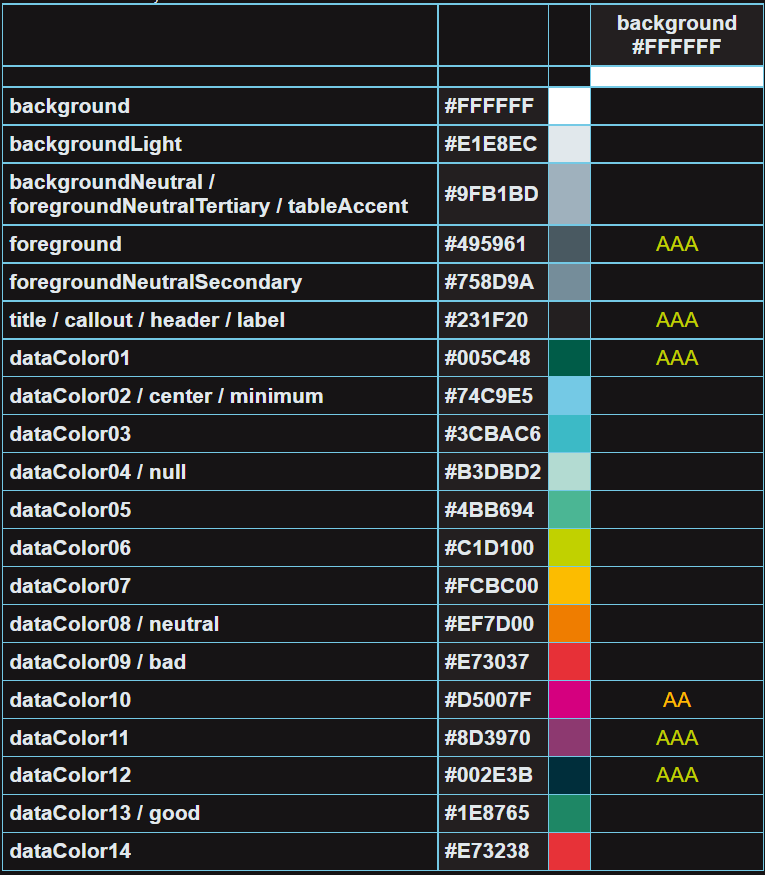 background
#FFFFFF
background #FFFFFF
backgroundLight #E1E8EC
backgroundNeutral /
foregroundNeutralTertiary / tableAccent #9FB1BD
foreground #495961 AAA
foregroundNeutralSecondary #758D9A
title / callout / header / label #231F20 AAA
dataColor01 #005C48 AAA
dataColor02 / center / minimum #74C9E5
dataColor03 #3CBAC6
dataColor04 / null #B3DBD2
dataColor05 #4BB694
dataColor06 #C1D100
dataColor07 #FCBC00
dataColor08 / neutral #EF7D00
dataColor09 / bad #E73037
dataColor10 #D5007F AA
dataColor11 #8D3970 AAA
dataColor12 #002E3B AAA
dataColor13 / good #1E8765
dataColor14 #E73238